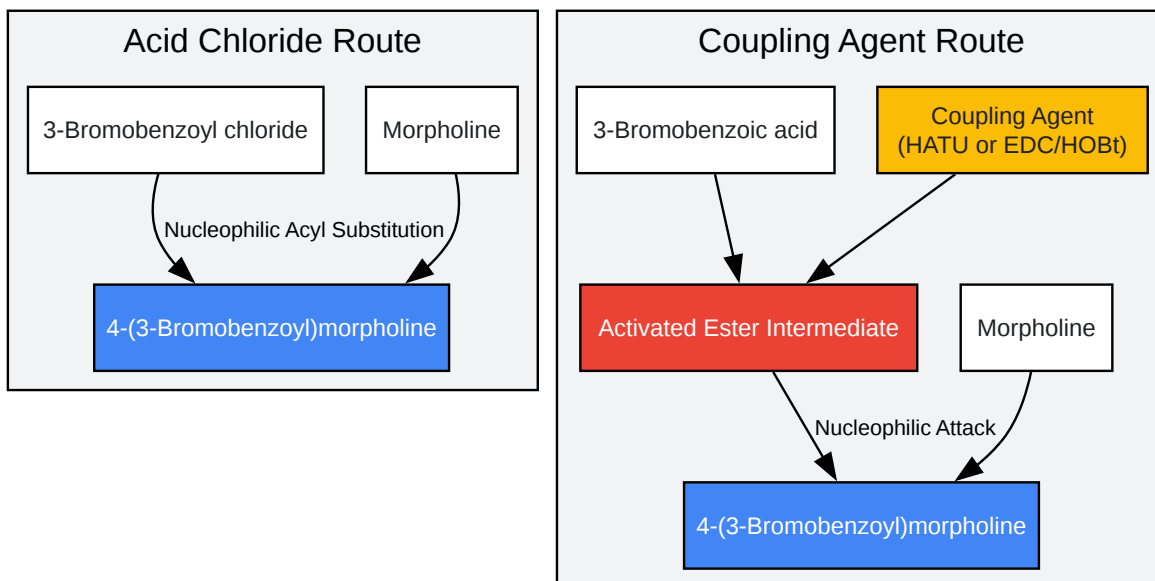 Acid Chloride Route
3-Bromobenzoyl chloride
Morpholine
Nucleophilic Acyl Substitution
4-(3-Bromobenzoyl)morpholine
Coupling Agent Route
3-Bromobenzoic acid
Coupling Agent
(HATU or EDC/HOBt)
Activated Ester Intermediate
Morpholine
Nucleophilic Attack
4-(3-Bromobenzoyl)morpholine